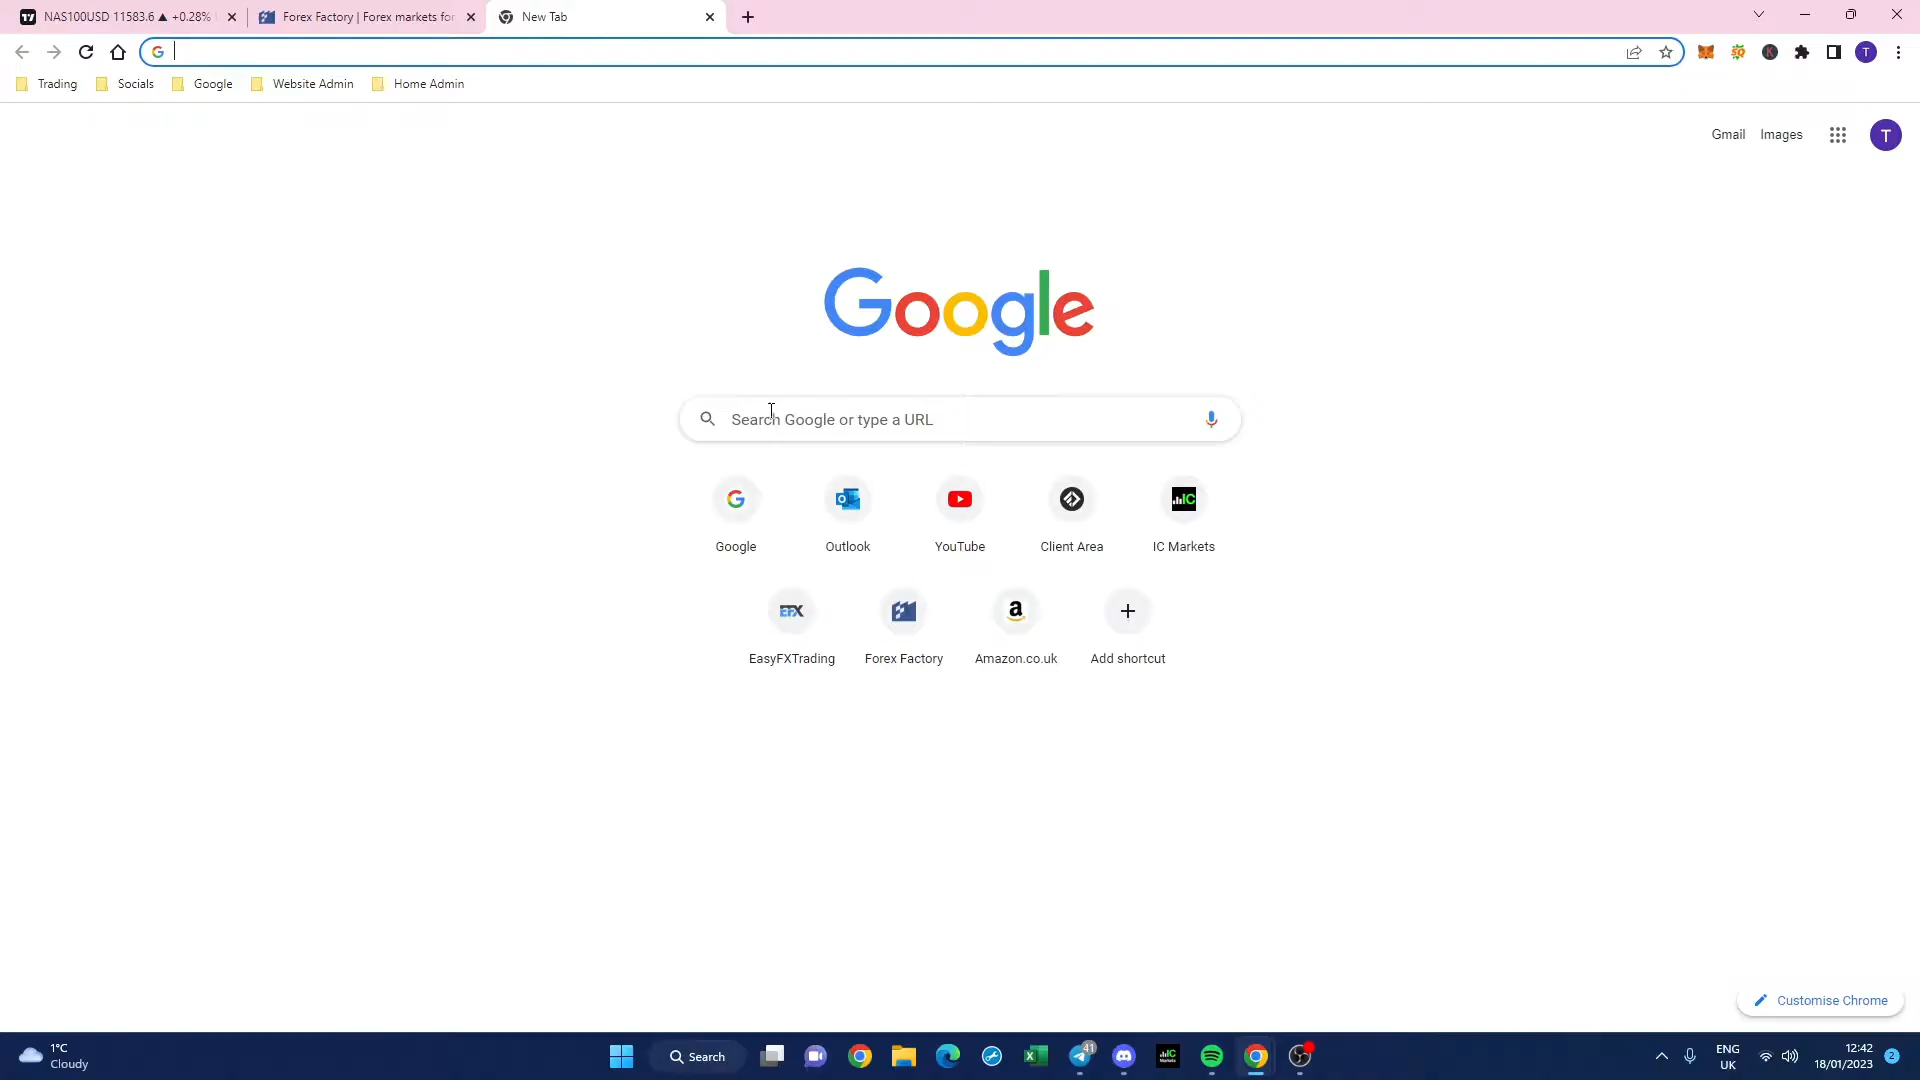 NAS100USD 11583.6 ▲ +0.28%
Forex Factory | Forex markets for
New Tab
Trading
Socials
Google
Website Admin
Home Admin
T
Gmail
Images
T
Google
Search Google or type a URL
Google
Outlook
YouTube
Client Area
IC Markets
EasyFXTrading
Forex Factory
Amazon.co.uk
Add shortcut
Customise Chrome
1°C
Cloudy
Search
41
ENG
UK
12:42
18/01/2023
2